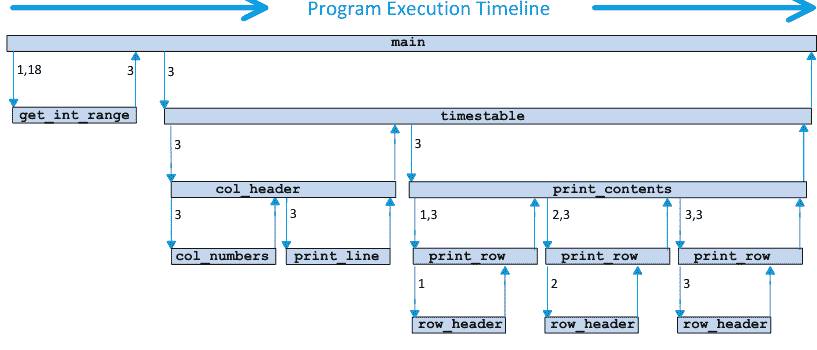 Program Execution Timeline
main
1,18 3 3
get_int_range timestable
3 3
col_header print_contents
3 3 1,3 2,3 3,3
col_numbers print_line print_row print_row print_row
1 2 3
row_header row_header row_header